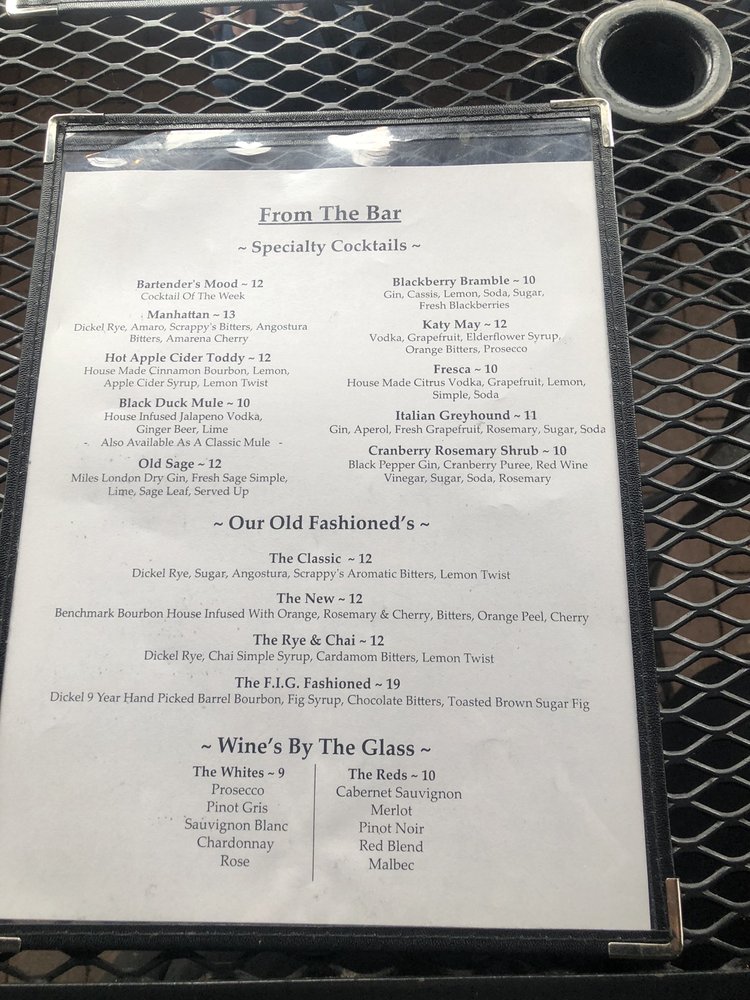 From The Bar
~ Specialty Cocktails ~
Bartender's Mood ~ 12
Cocktail Of The Week
Manhattan ~ 13
Dickel Rye, Amaro, Scrappy's Bitters, Angostura
Bitters, Amarena Cherry
Hot Apple Cider Toddy ~ 12
House Made Cinnamon Bourbon, Lemon,
Apple Cider Syrup, Lemon Twist
Black Duck Mule ~ 10
House Infused Jalapeno Vodka,
Ginger Beer, Lime
- Also Available As A Classic Mule -
Old Sage ~ 12
Miles London Dry Gin, Fresh Sage Simple,
Lime, Sage Leaf, Served Up
Blackberry Bramble ~ 10
Gin, Cassis, Lemon, Soda, Sugar,
Fresh Blackberries
Katy May ~ 12
Vodka, Grapefruit, Elderflower Syrup,
Orange Bitters, Prosecco
Fresca ~ 10
House Made Citrus Vodka, Grapefruit, Lemon,
Simple, Soda
Italian Greyhound ~ 11
Gin, Aperol, Fresh Grapefruit, Rosemary, Sugar, Soda
Cranberry Rosemary Shrub ~ 10
Black Pepper Gin, Cranberry Puree, Red Wine
Vinegar, Sugar, Soda, Rosemary
~ Our Old Fashioned's ~
The Classic ~ 12
Dickel Rye, Sugar, Angostura, Scrappy's Aromatic Bitters, Lemon Twist
The New ~ 12
Benchmark Bourbon House Infused With Orange, Rosemary & Cherry, Bitters, Orange Peel, Cherry
The Rye & Chai ~ 12
Dickel Rye, Chai Simple Syrup, Cardamom Bitters, Lemon Twist
The F.I.G. Fashioned ~ 19
Dickel 9 Year Hand Picked Barrel Bourbon, Fig Syrup, Chocolate Bitters, Toasted Brown Sugar Fig
~ Wine's By The Glass ~
The Whites ~ 9
Prosecco
Pinot Gris
Sauvignon Blanc
Chardonnay
Rose
The Reds ~ 10
Cabernet Sauvignon
Merlot
Pinot Noir
Red Blend
Malbec